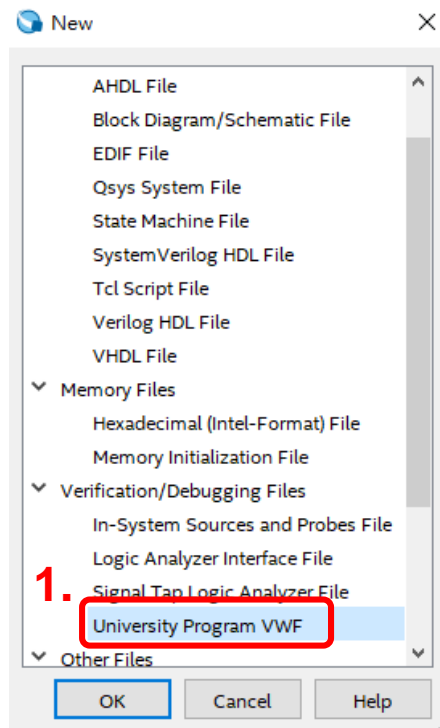 New
AHDL File
Block Diagram/Schematic File
EDIF File
Qsys System File
State Machine File
SystemVerilog HDL File
Tcl Script File
Verilog HDL File
VHDL File
Memory Files
Hexadecimal (Intel-Format) File
Memory Initialization File
Verification/Debugging Files
In-System Sources and Probes File
Logic Analyzer Interface File
1.
Signal Tap Logic Analyzer File
University Program VWF
Other Files
OK Cancel Help